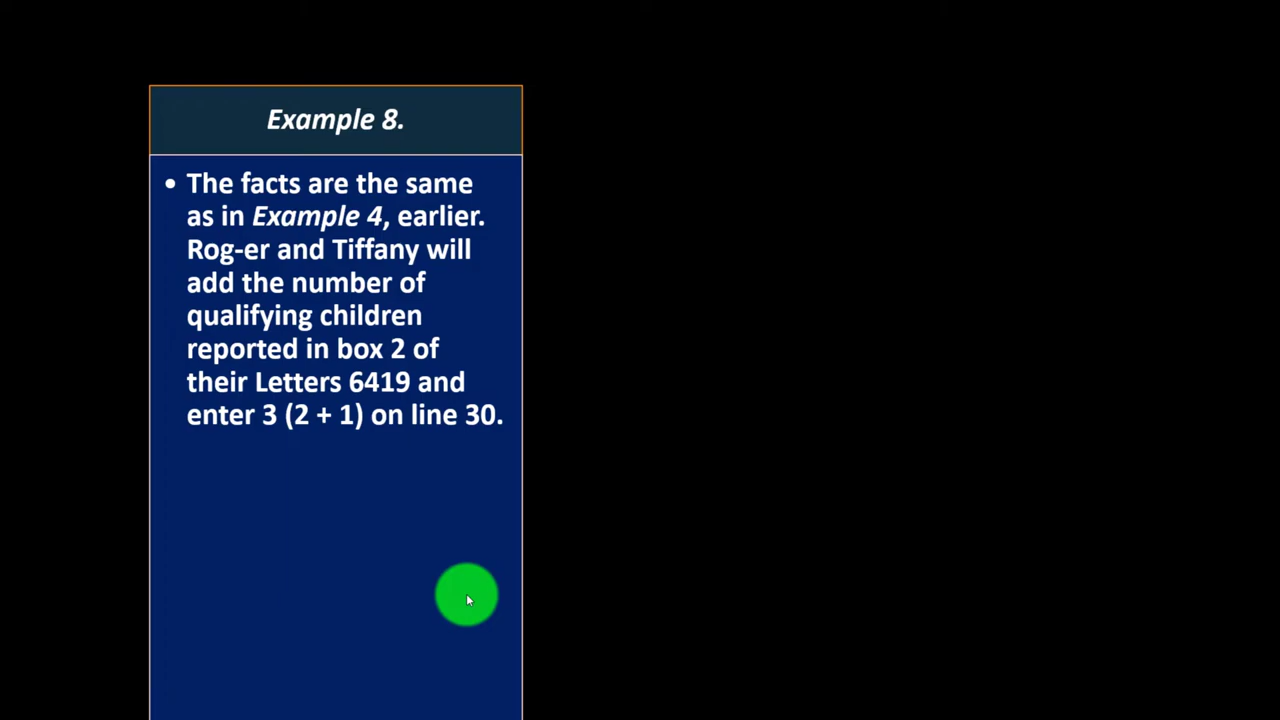 Example 8.
• The facts are the same
as in Example 4, earlier.
Rog-er and Tiffany will
add the number of
qualifying children
reported in box 2 of
their Letters 6419 and
enter 3 (2 + 1) on line 30.